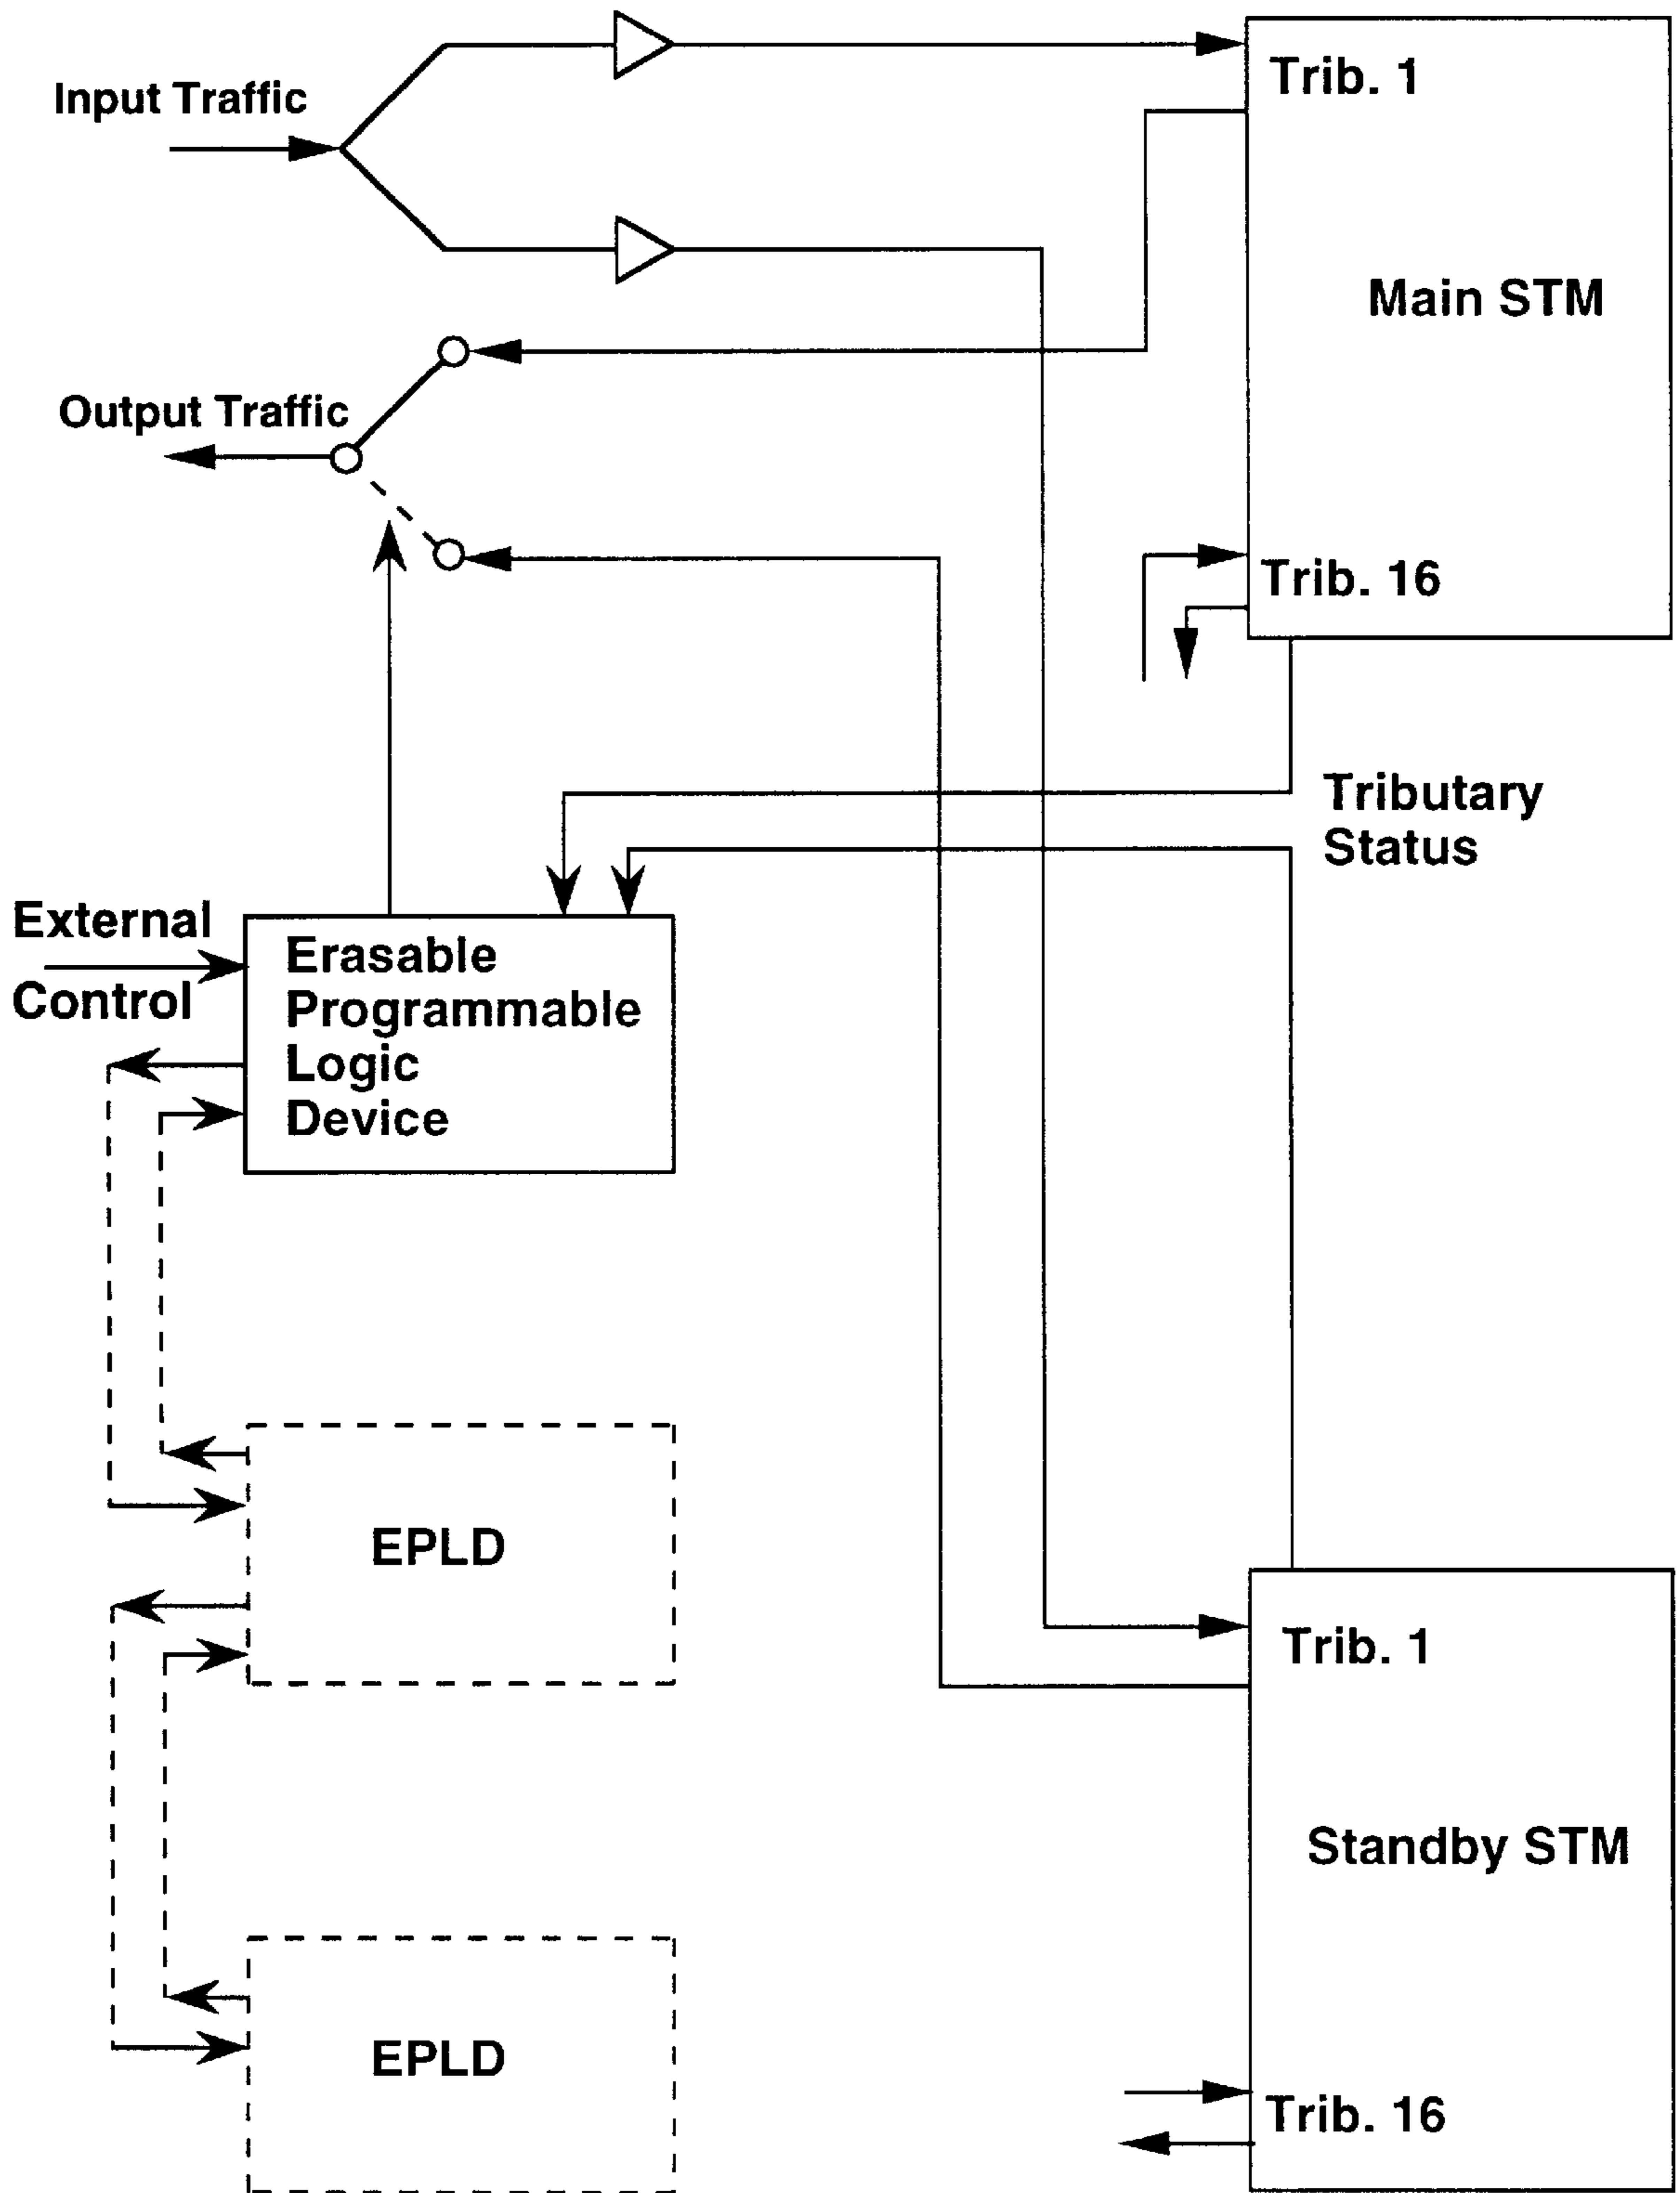 Input Traffic
Trib. 1
Main STM
Output Traffic
Trib. 16
Tributary
Status
External
Control
Erasable
Programmable
Logic
Device
EPLD
Trib. 1
Standby STM
EPLD
Trib. 16